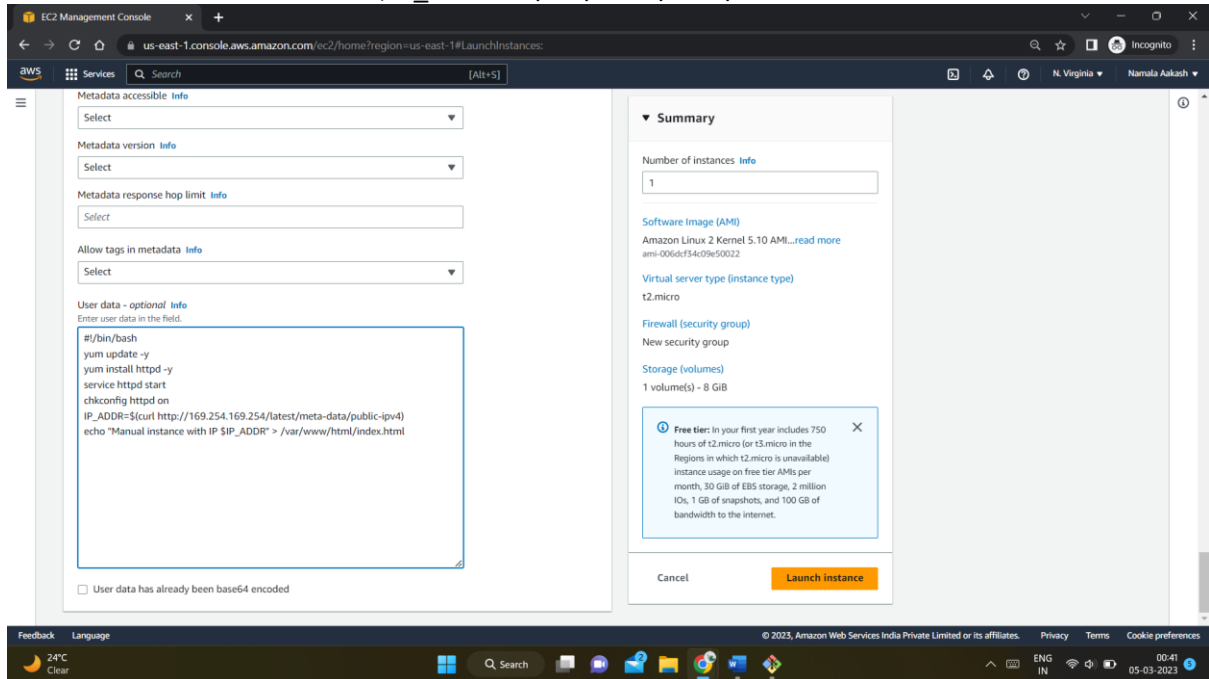 EC2 Management Console
us-east-1.console.aws.amazon.com/ec2/home?region=us-east-1#LaunchInstances:
Incognito
aws
Services
Search
[Alt+S]
N. Virginia
Namala Aakash
Metadata accessible Info
Select
Metadata version Info
Select
Metadata response hop limit Info
Select
Allow tags in metadata Info
Select
User data - optional Info
Enter user data in the field.
#!/bin/bash
yum update -y
yum install httpd -y
service httpd start
chkconfig httpd on
IP_ADDR=$(curl http://169.254.169.254/latest/meta-data/public-ipv4)
echo "Manual instance with IP $IP_ADDR" > /var/www/html/index.html
User data has already been base64 encoded
Summary
Number of instances Info
1
Software Image (AMI)
Amazon Linux 2 Kernel 5.10 AMI...read more
ami-006dcf34c09e50022
Virtual server type (instance type)
t2.micro
Firewall (security group)
New security group
Storage (volumes)
1 volume(s) - 8 GiB
Free tier: In your first year includes 750
hours of t2.micro (or t3.micro in the
Regions in which t2.micro is unavailable)
instance usage on free tier AMIs per
month, 30 GiB of EBS storage, 2 million
IOs, 1 GB of snapshots, and 100 GB of
bandwidth to the internet.
Cancel
Launch instance
Feedback
Language
© 2023, Amazon Web Services India Private Limited or its affiliates.
Privacy
Terms
Cookie preferences
24°C
Clear
Search
2
ENG
IN
00:41
05-03-2023
5